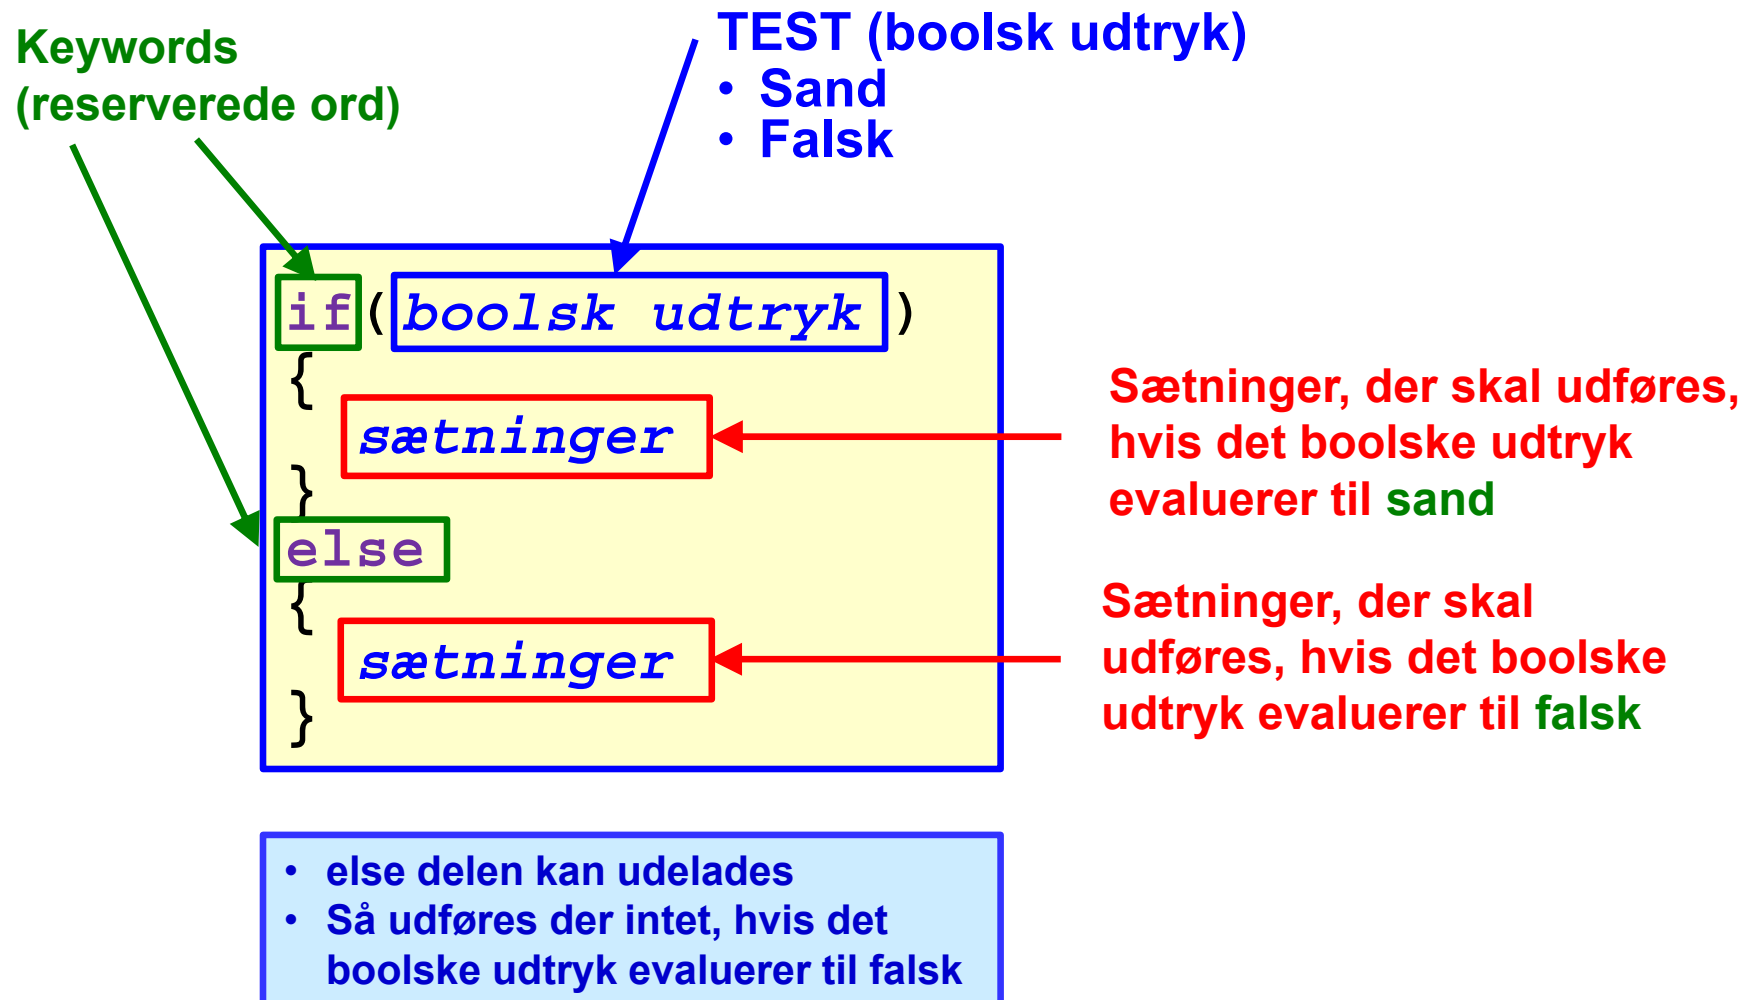 Keywords
(reserverede ord)
TEST (boolsk udtryk)
• Sand
• Falsk
if(boolsk udtryk)
{
sætninger
}
else
{
sætninger
}
Sætninger, der skal udføres,
hvis det boolske udtryk
evaluerer til sand
Sætninger, der skal
udføres, hvis det boolske
udtryk evaluerer til falsk
• else delen kan udelades
• Så udføres der intet, hvis det
boolske udtryk evaluerer til falsk